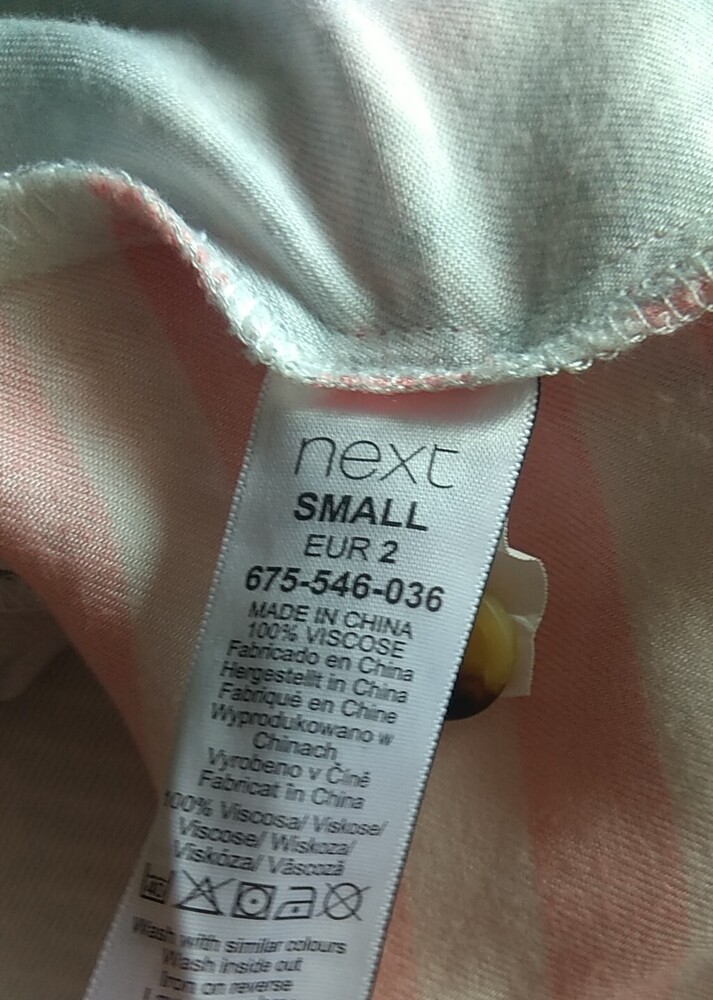 next
SMALL
EUR 2
675-546-036
MADE IN CHINA
100% VISCOSE
Fabricado en China
Hergestellt in China
Fabriqué en Chine
Wyprodukowano w
Chinach
Vyrobeno v Číně
Fabricat în China
100% Viscosa/ Viskose/
Viscose/ Wiskoza/
Viskóza/ Vâscoză
40
Wash with similar colours
Wash inside out
Iron on reverse